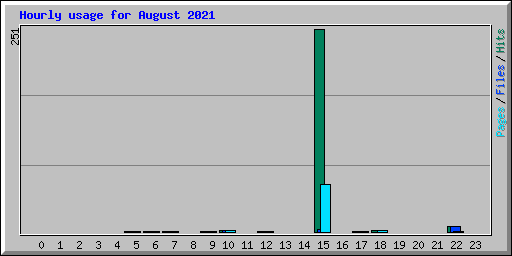 Hourly usage for August 2021
251
Pages/Files/Hits
0 1 2 3 4 5 6 7 8 9 10 11 12 13 14 15 16 17 18 19 20 21 22 23